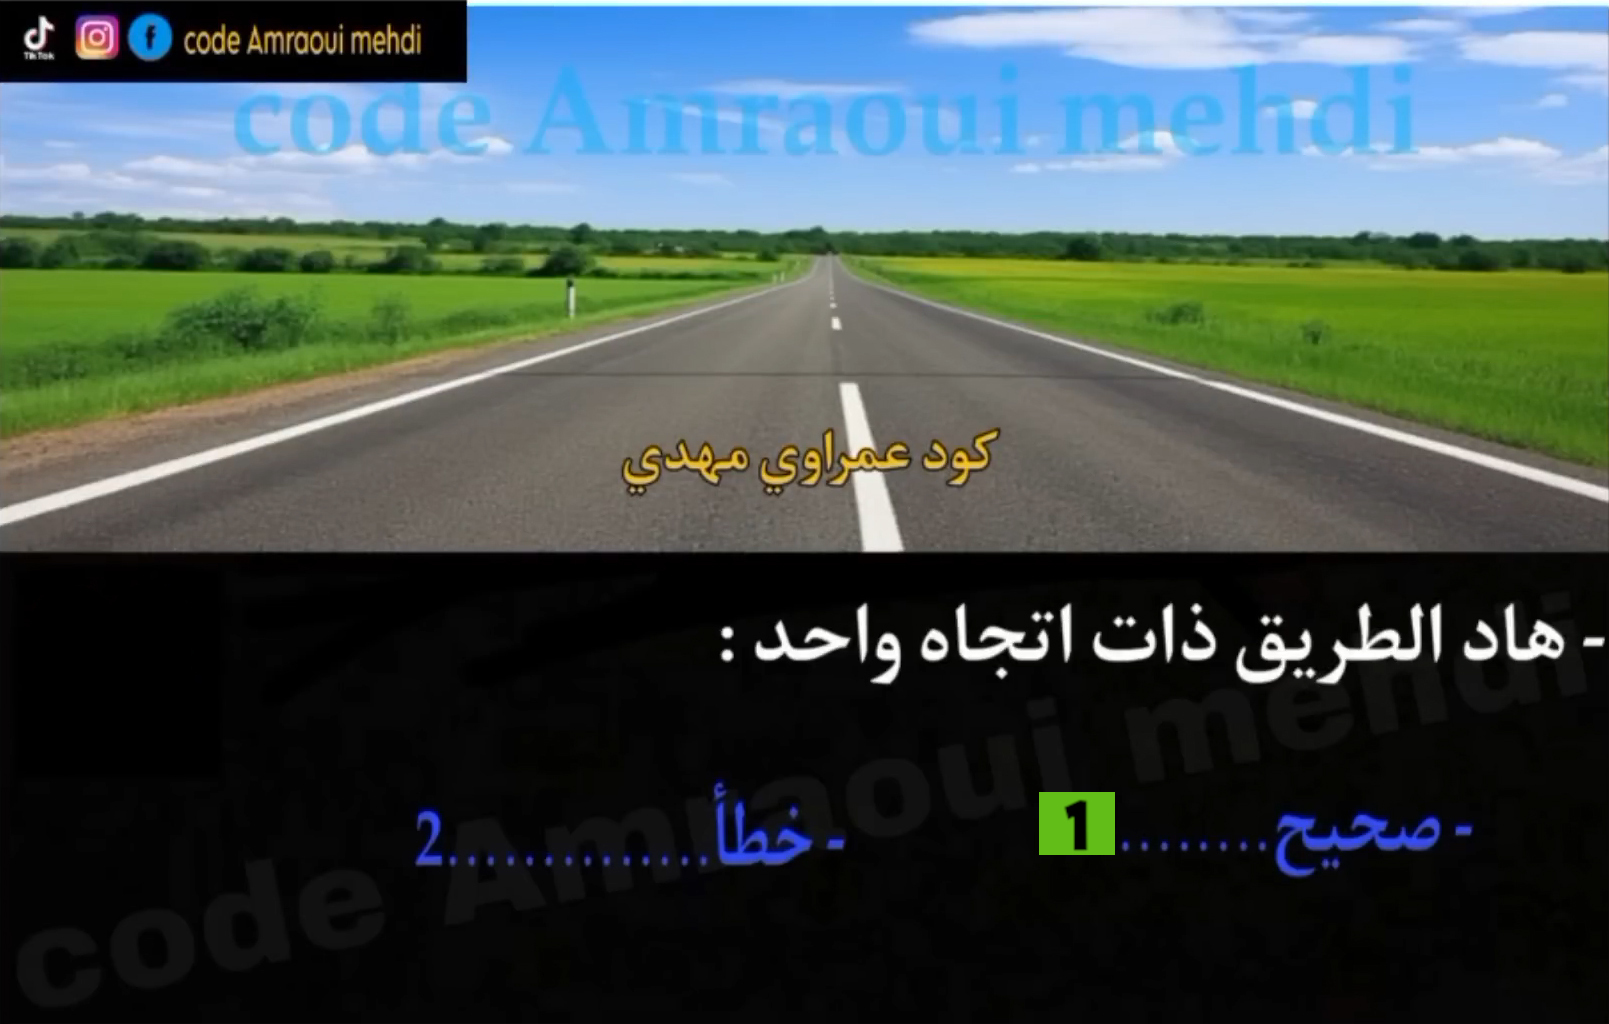 TikTok
code Amraoui mehdi
code Amraoui mehdi
كود عمراوي مهدي
- هاد الطريق ذات اتجاه واحد :
- صحيح........1
- خطأ..............2
code Amraoui mehdi